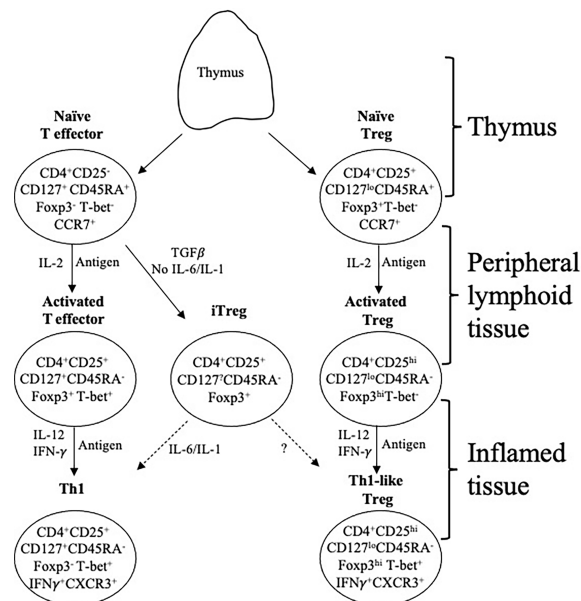 Thymus
Thymus
Naïve
T effector
CD4⁺CD25⁻
CD127⁺ CD45RA⁺
Foxp3⁻ T-bet⁻
CCR7⁺
Naïve
Treg
CD4⁺CD25⁺
CD127ˡᵒCD45RA⁺
Foxp3⁺T-bet⁻
CCR7⁺
IL-2 Antigen
TGFβ
No IL-6/IL-1
IL-2 Antigen
Peripheral
lymphoid
tissue
Activated
T effector
CD4⁺CD25⁺
CD127⁺CD45RA⁻
Foxp3⁺ T-bet⁺
iTreg
CD4⁺CD25⁺
CD127?CD45RA⁻
Foxp3⁺
Activated
Treg
CD4⁺CD25ʰⁱ
CD127ˡᵒCD45RA⁻
Foxp3ʰⁱT-bet⁻
IL-12
IFN-γ
Antigen
IL-6/IL-1
?
IL-12
IFN-γ
Antigen
Inflamed
tissue
Th1
CD4⁺CD25⁺
CD127⁺CD45RA⁻
Foxp3⁻ T-bet⁺
IFNγ⁺CXCR3⁺
Th1-like
Treg
CD4⁺CD25ʰⁱ
CD127ˡᵒCD45RA⁻
Foxp3ʰⁱ T-bet⁺
IFNγ⁺CXCR3⁺